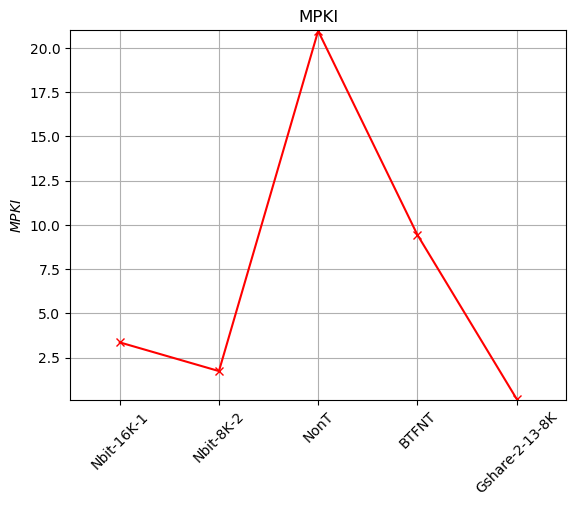 MPKI
20.0
17.5
15.0
12.5
10.0
7.5
5.0
2.5
MPKI
Nbit-16K-1
Nbit-8K-2
NonT
BTFNT
Gshare-2-13-8K